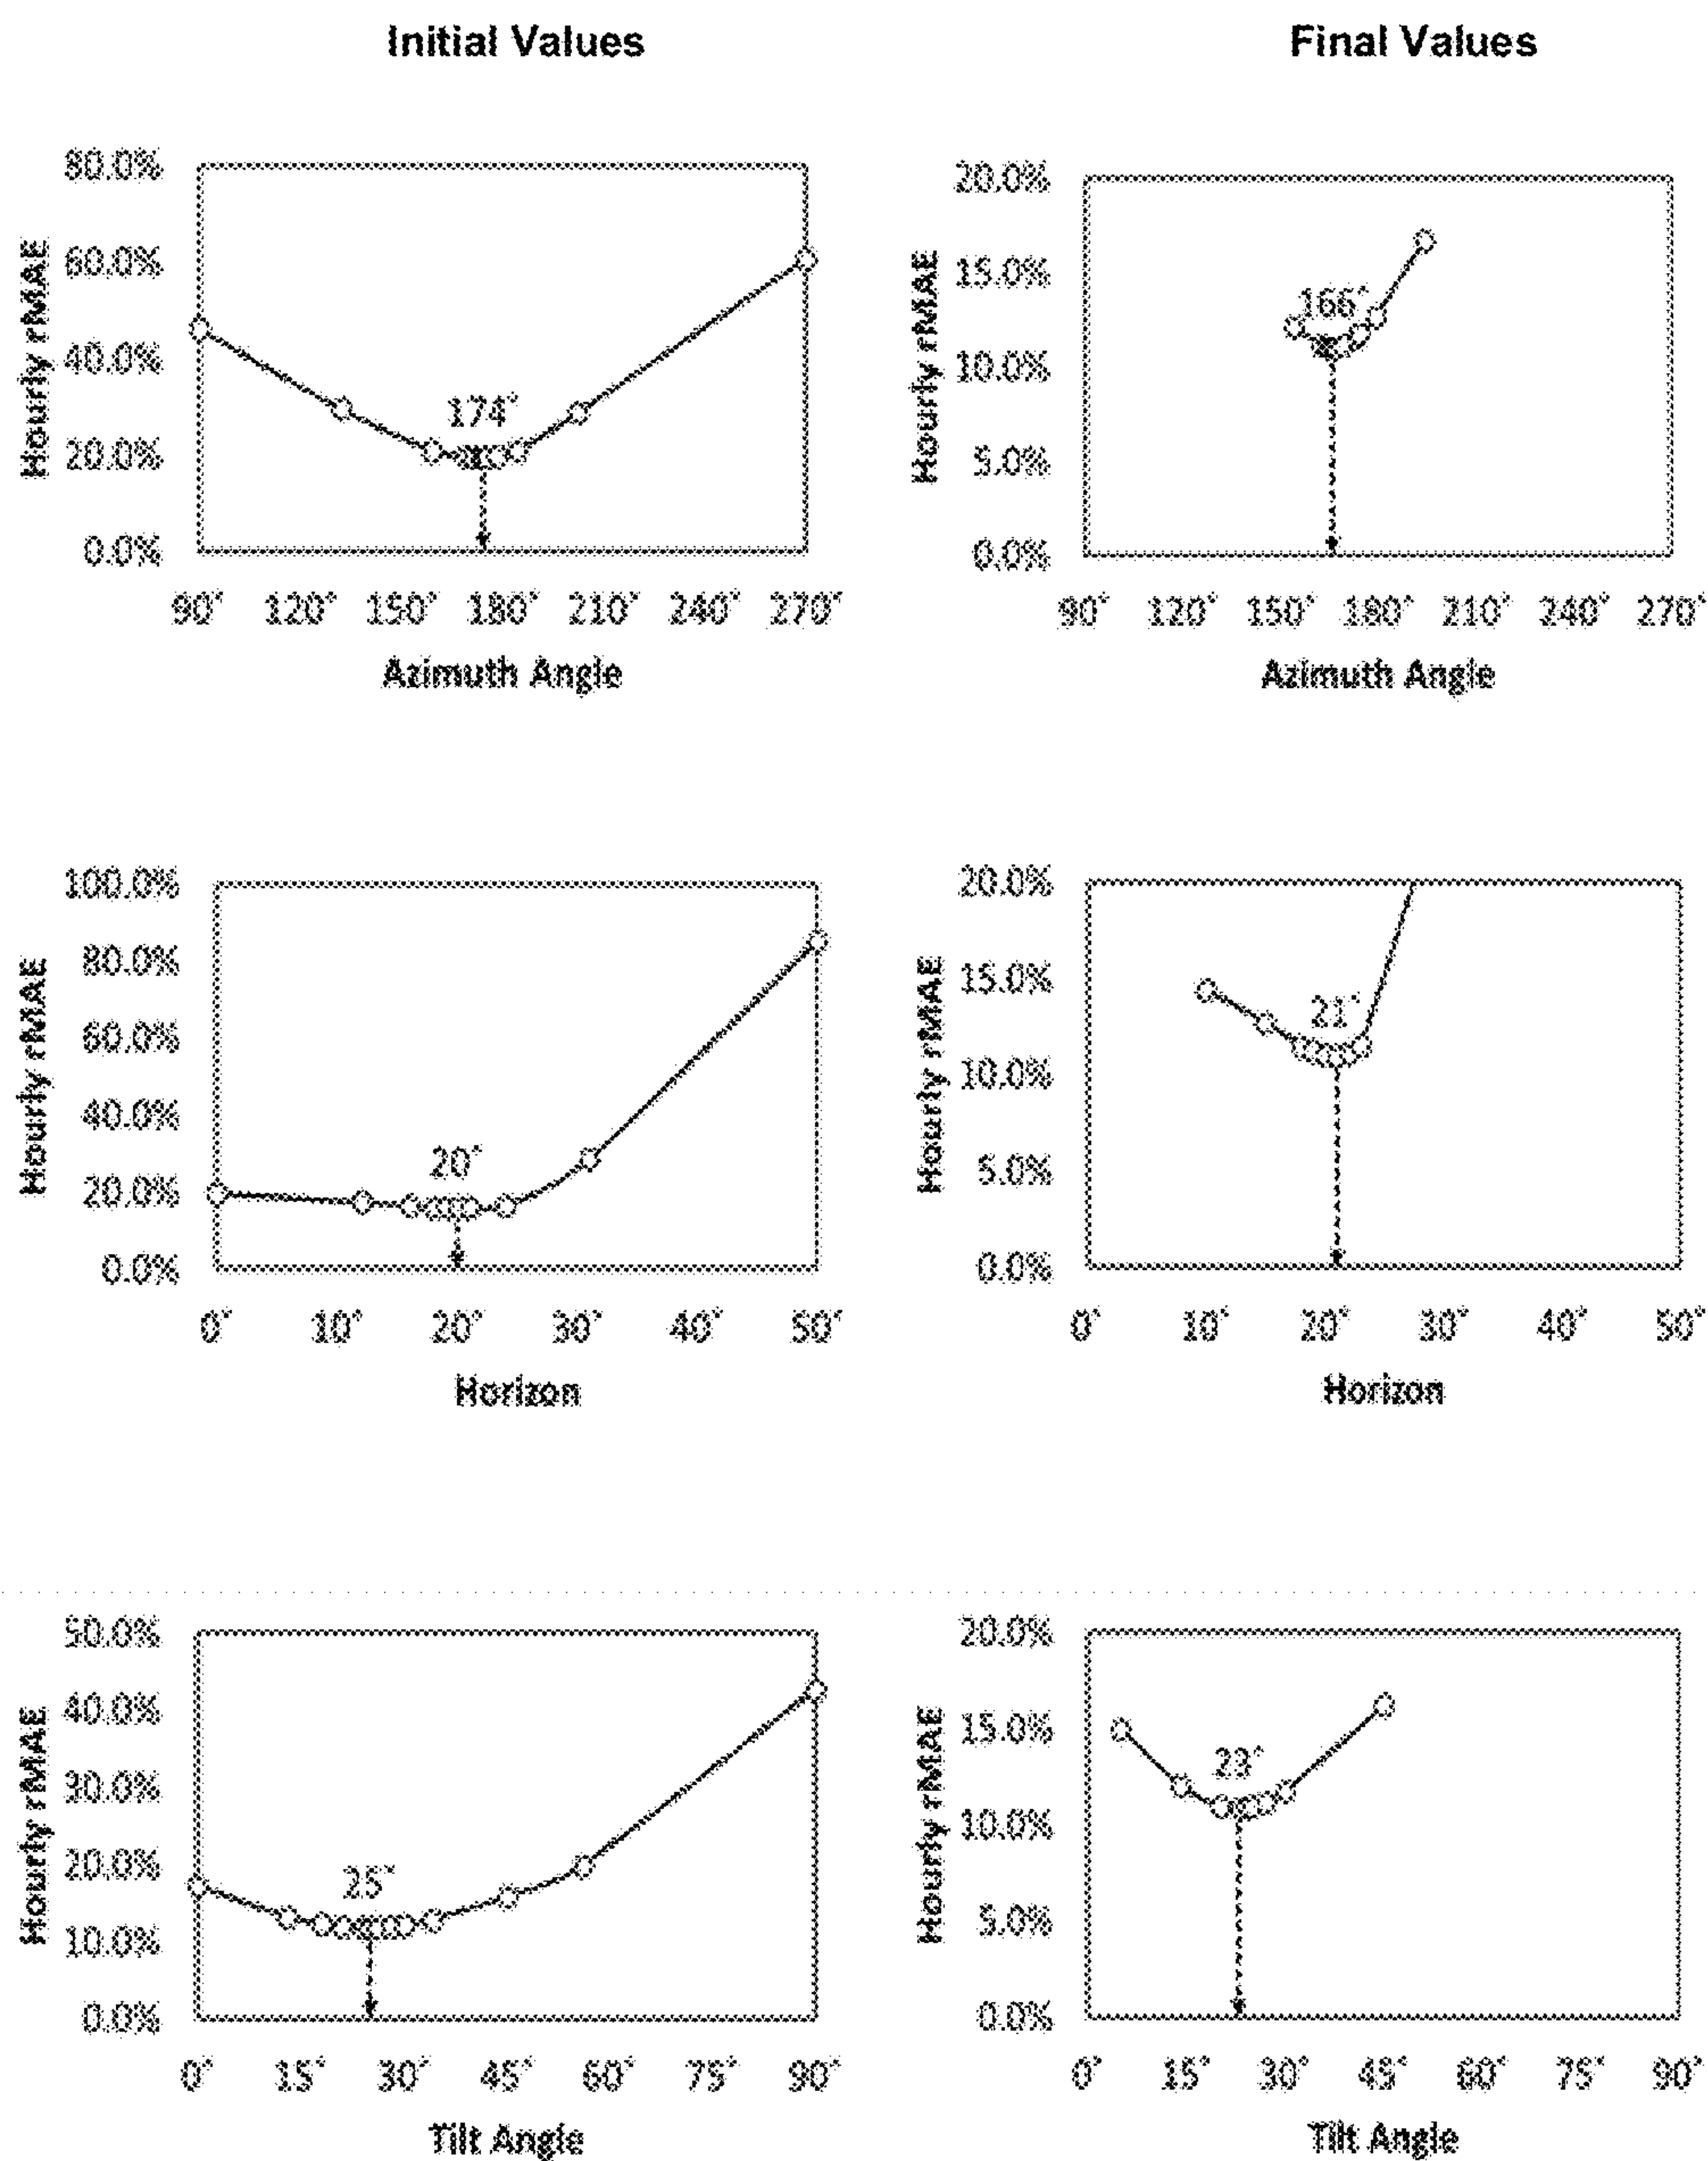 Initial Values
Final Values
80.0%
60.0%
40.0%
20.0%
0.0%
Hourly rMAE
174°
90° 120° 150° 180° 210° 240° 270°
Azimuth Angle
20.0%
15.0%
10.0%
5.0%
0.0%
Hourly rMAE
166°
90° 120° 150° 180° 210° 240° 270°
Azimuth Angle
100.0%
80.0%
60.0%
40.0%
20.0%
0.0%
Hourly rMAE
20°
0° 10° 20° 30° 40° 50°
Horizon
20.0%
15.0%
10.0%
5.0%
0.0%
Hourly rMAE
21°
0° 10° 20° 30° 40° 50°
Horizon
50.0%
40.0%
30.0%
20.0%
10.0%
0.0%
Hourly rMAE
25°
0° 15° 30° 45° 60° 75° 90°
Tilt Angle
20.0%
15.0%
10.0%
5.0%
0.0%
Hourly rMAE
23°
0° 15° 30° 45° 60° 75° 90°
Tilt Angle